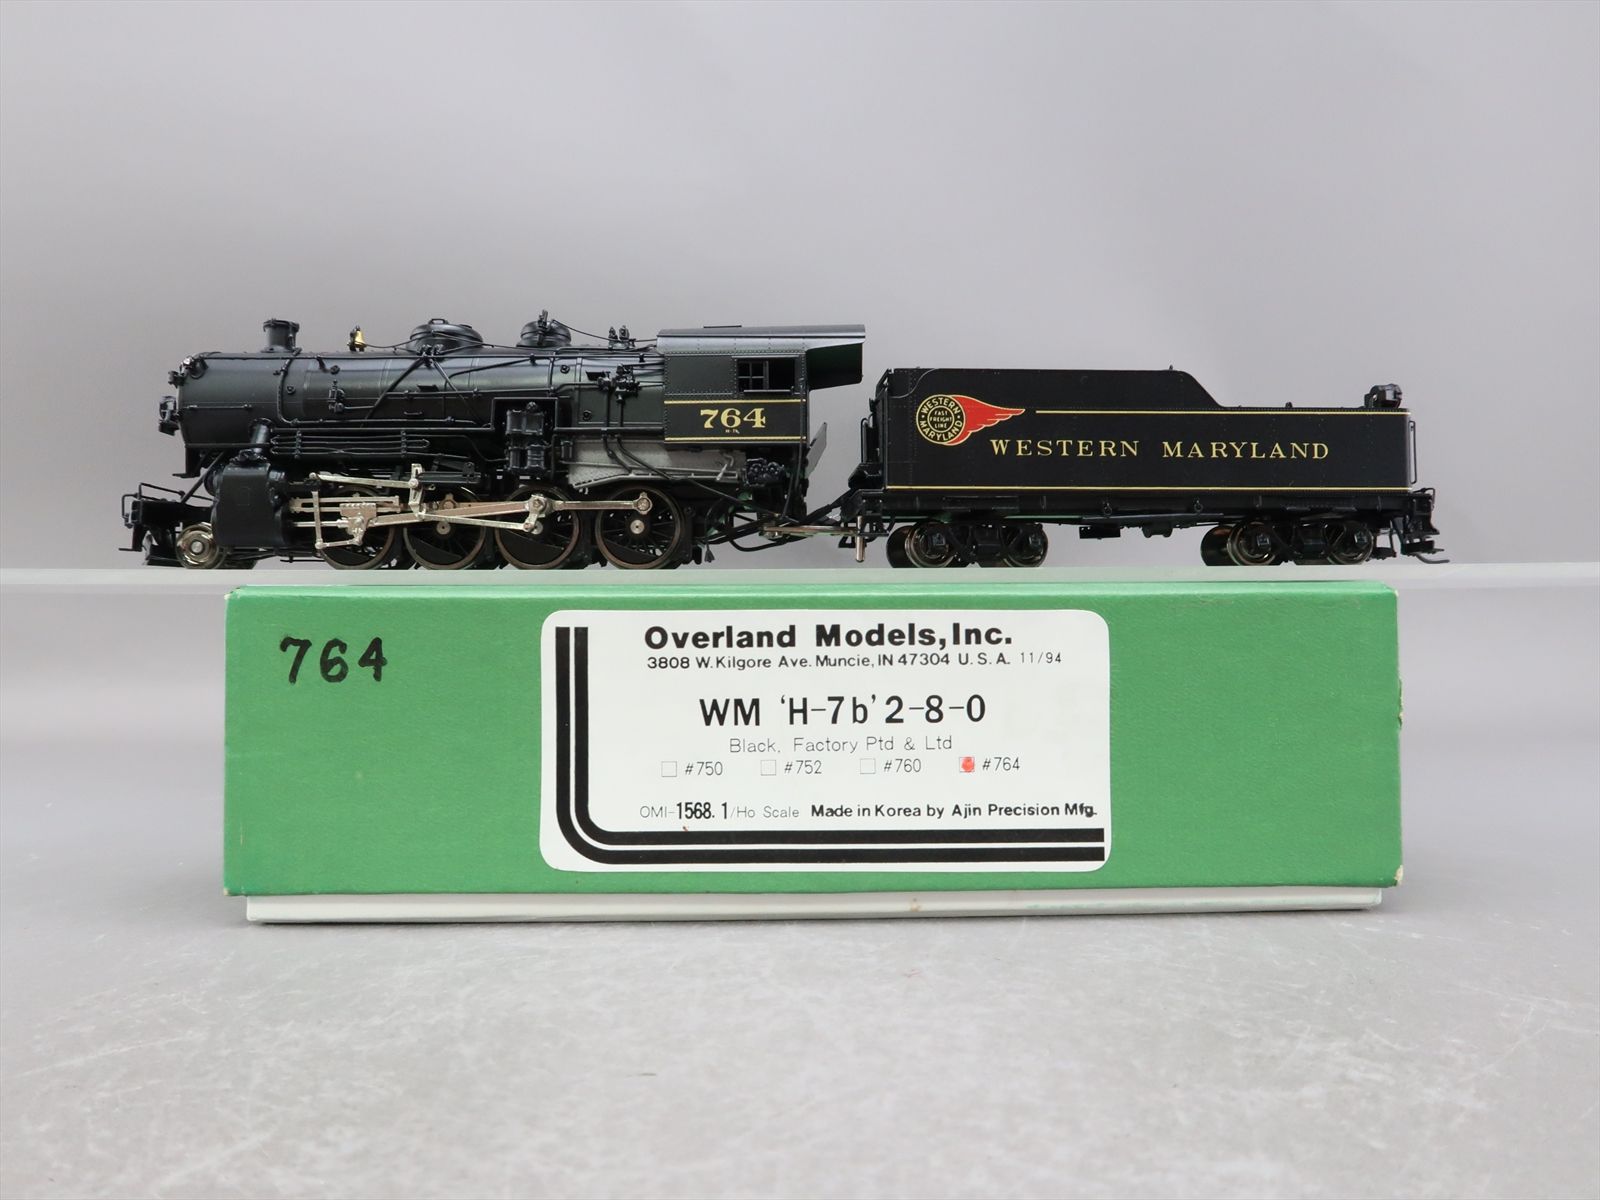 764
H-7b
WESTERN MARYLAND
FAST FREIGHT LINE
WESTERN MARYLAND
764
Overland Models, Inc.
3808 W. Kilgore Ave. Muncie, IN 47304 U.S.A. 11/94
WM 'H-7b' 2-8-0
Black, Factory Ptd & Ltd
#750 #752 #760 #764
OMI-1568.1/Ho Scale Made in Korea by Ajin Precision Mfg.